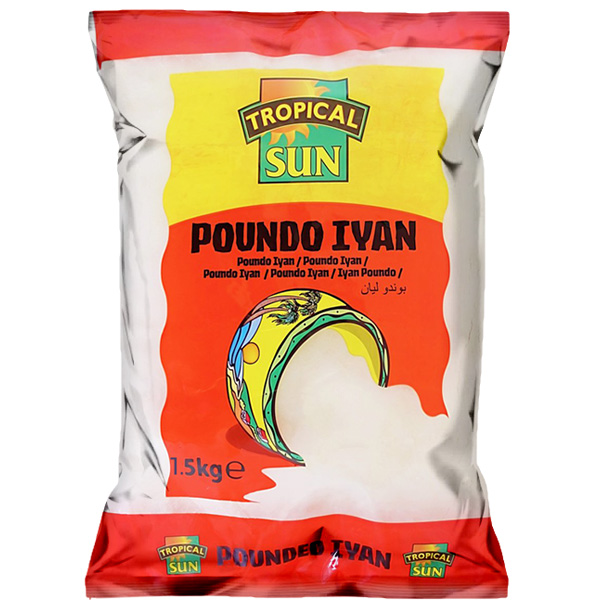 TROPICAL
SUN
POUNDO IYAN
Poundo Iyan / Poundo Iyan /
Poundo Iyan / Poundo Iyan / Iyan Poundo /
بوندو ليان
1.5kg ℮
TROPICAL
SUN
POUNDED IYAN
TROPICAL
SUN